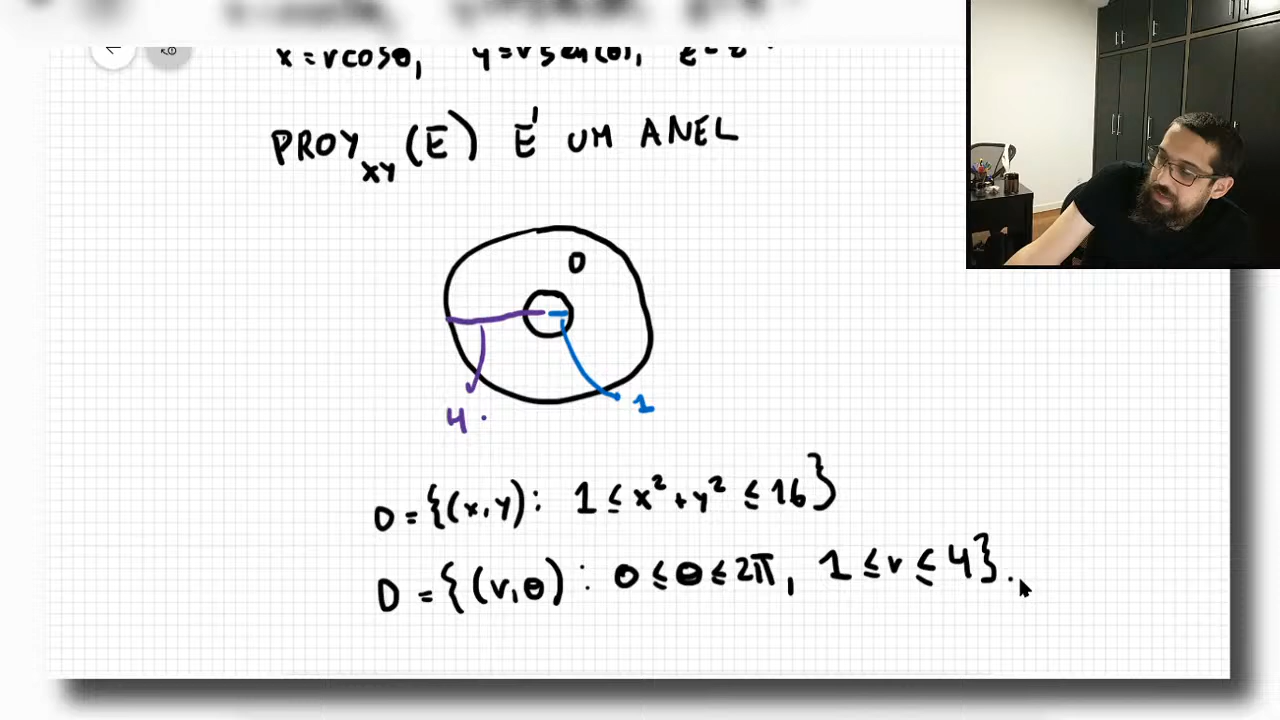 x = r cos θ, y = r sen(θ), z = z.
PROY_XY (E) É UM ANEL
D
4.
1
D = {(x,y): 1 ≤ x² + y² ≤ 16}
D = {(r,θ): 0 ≤ θ ≤ 2π, 1 ≤ r ≤ 4}.